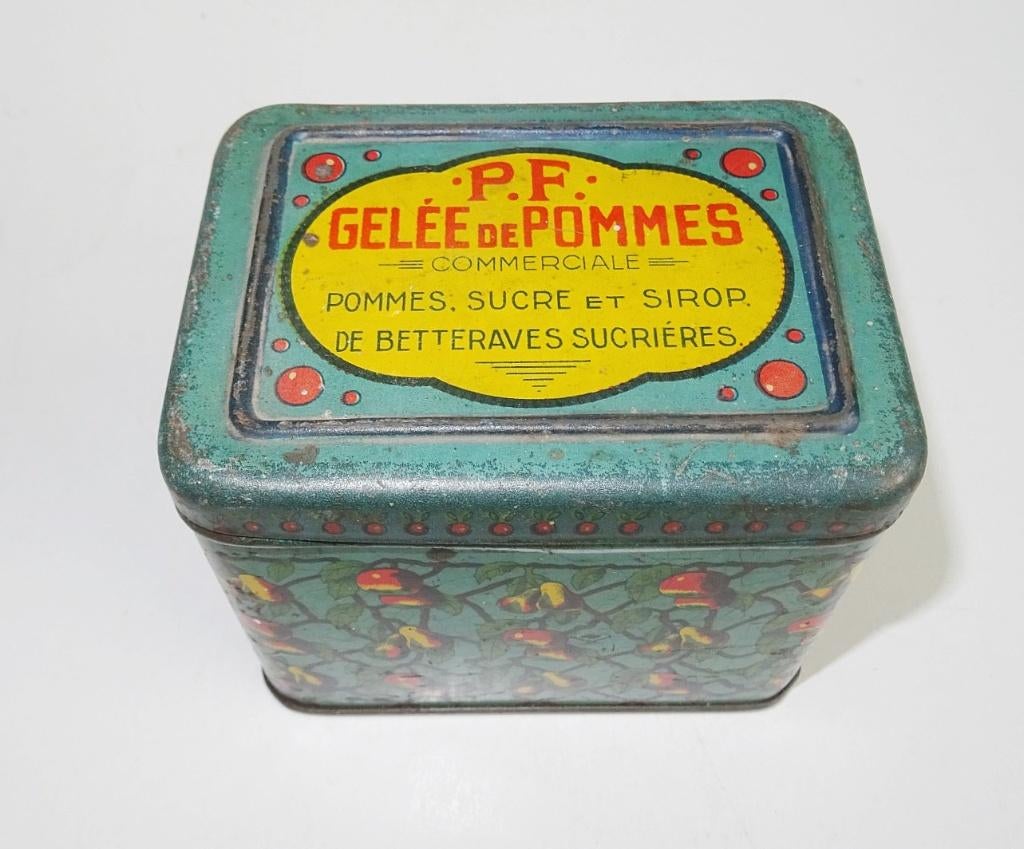 ·P.F.·
GELÉE DE POMMES
COMMERCIALE
POMMES, SUCRE ET SIROP.
DE BETTERAVES SUCRIÉRES.